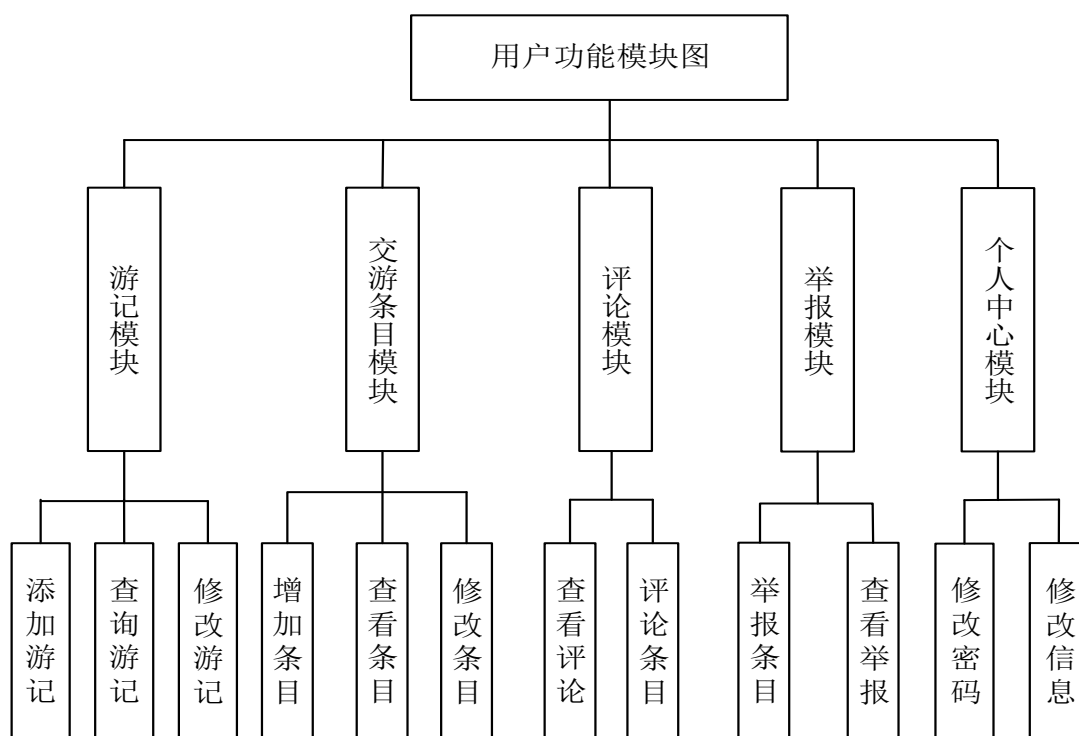 用户功能模块图
游记模块
交游条目模块
评论模块
举报模块
个人中心模块
添加游记
查询游记
修改游记
增加条目
查看条目
修改条目
查看评论
评论条目
举报条目
查看举报
修改密码
修改信息